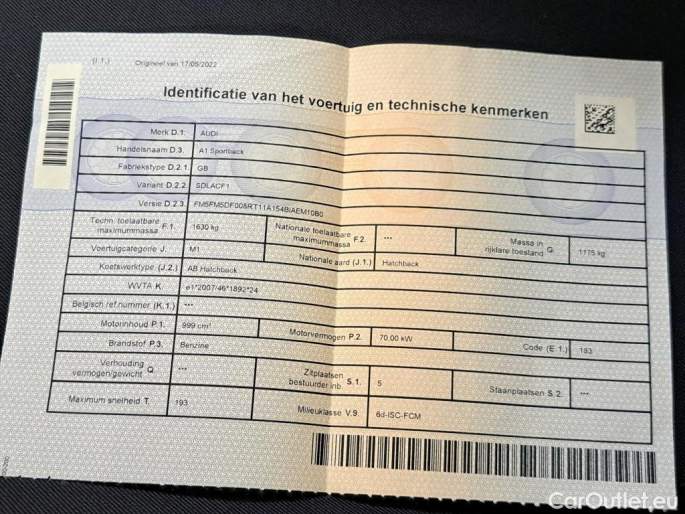 (I.1.) Origineel van 17/05/2022
Identificatie van het voertuig en technische kenmerken
Merk D.1. AUDI
Handelsnaam D.3. A1 Sportback
Fabriekstype D.2.1. GB
Variant D.2.2. SDLACF1
Versie D.2.3. FM5FM5DF005RT11A154BIAEM10B0
Techn. toelaatbare maximummassa F.1. 1630 kg Nationale toelaatbare maximummassa F.2. --- Massa in rijklare toestand G. 1175 kg
Voertuigcategorie J. M1 Nationale aard (J.1.) Hatchback
Koetswerktype (J.2.) AB Hatchback
WVTA K. e1*2007/46*1892*24
Belgisch ref.nummer (K.1.) ---
Motorinhoud P.1. 999 cm³ Motorvermogen P.2. 70.00 kW Code (E.1.) 193
Brandstof P.3. Benzine
Verhouding vermogen/gewicht Q. --- Zitplaatsen bestuurder inb. S.1. 5 Staanplaatsen S.2. ---
Maximum snelheid T. 193 Milieuklasse V.9. 6d-ISC-FCM
CarOutlet.eu